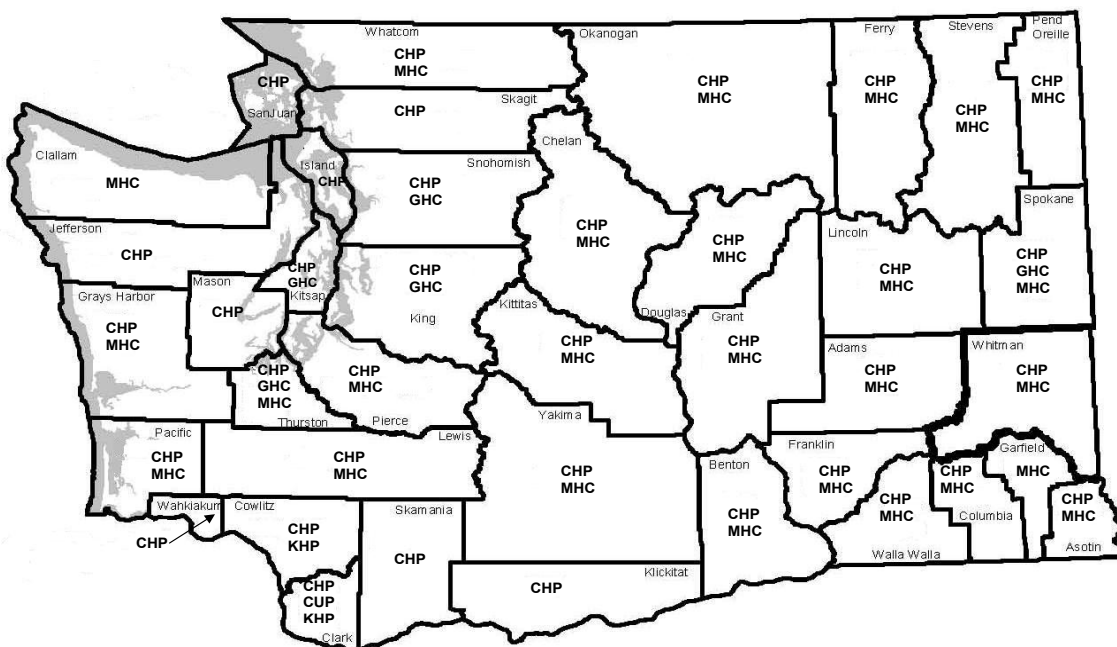 Whatcom
CHP
MHC
Okanogan
CHP
MHC
Ferry
CHP
MHC
Stevens
CHP
MHC
Pend
Oreille
CHP
MHC
CHP
SanJuan
Skagit
CHP
Clallam
MHC
Island
CHP
Snohomish
CHP
GHC
Chelan
CHP
MHC
Jefferson
CHP
CHP
GHC
Kitsap
CHP
GHC
King
CHP
MHC
Douglas
Lincoln
CHP
MHC
Spokane
CHP
GHC
MHC
Grays Harbor
CHP
MHC
Mason
CHP
Kittitas
CHP
MHC
Grant
CHP
MHC
Adams
CHP
MHC
Whitman
CHP
MHC
CHP
GHC
MHC
Thurston
CHP
MHC
Pierce
Pacific
CHP
MHC
Lewis
CHP
MHC
Yakima
CHP
MHC
Benton
CHP
MHC
Franklin
CHP
MHC
CHP
MHC
Walla Walla
CHP
MHC
Columbia
Garfield
MHC
CHP
MHC
Asotin
Wahkiakum
CHP
Cowlitz
CHP
KHP
Skamania
CHP
Klickitat
CHP
CHP
CUP
KHP
Clark